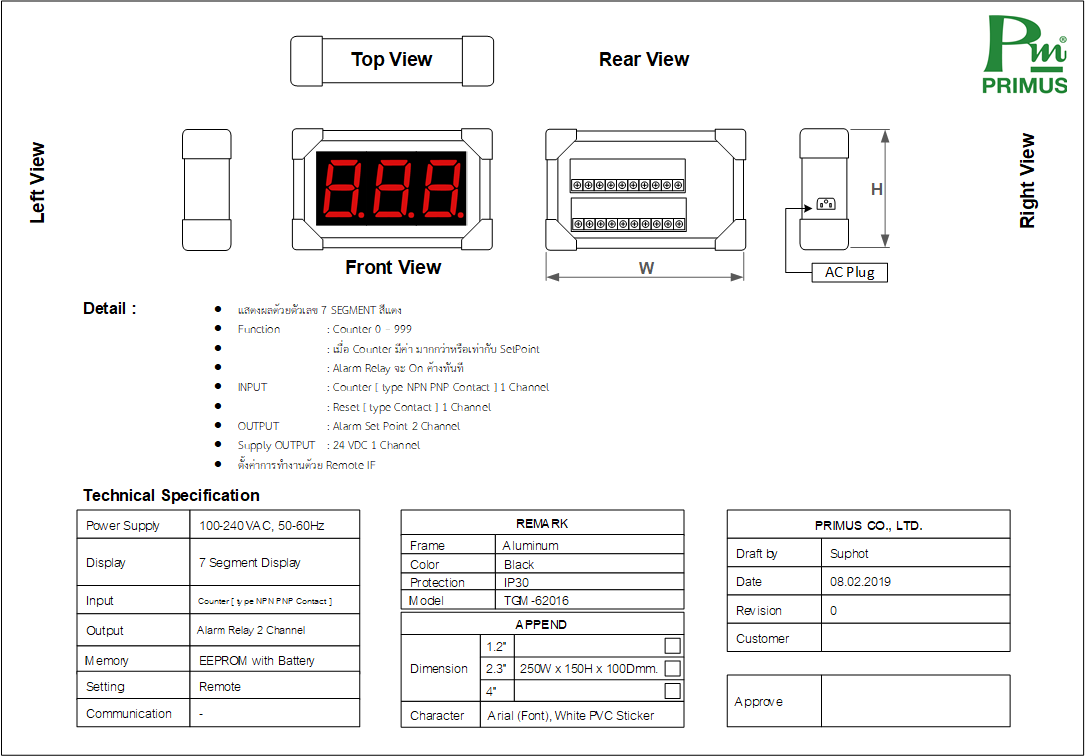 Top View
Rear View
Pm®
PRIMUS
Left View
8.8.8.
H
Right View
Front View
W
AC Plug
Detail :
• แสดงผลด้วยตัวเลข 7 SEGMENT สีแดง
• Function : Counter 0 - 999
• : เมื่อ Counter มีค่า มากกว่าหรือเท่ากับ SetPoint
• : Alarm Relay จะ On ค้างทันที
• INPUT : Counter [ type NPN PNP Contact ] 1 Channel
• : Reset [ type Contact ] 1 Channel
• OUTPUT : Alarm Set Point 2 Channel
• Supply OUTPUT : 24 VDC 1 Channel
• ตั้งค่าการทำงานด้วย Remote IF
Technical Specification
Power Supply 100-240 VAC, 50-60Hz
Display 7 Segment Display
Input Counter [ type NPN PNP Contact ]
Output Alarm Relay 2 Channel
Memory EEPROM with Battery
Setting Remote
Communication -
REMARK
Frame Aluminum
Color Black
Protection IP30
Model TGM-62016
APPEND
Dimension
1.2"
2.3" 250W x 150H x 100Dmm.
4"
Character Arial (Font), White PVC Sticker
PRIMUS CO., LTD.
Draft by Suphot
Date 08.02.2019
Revision 0
Customer
Approve